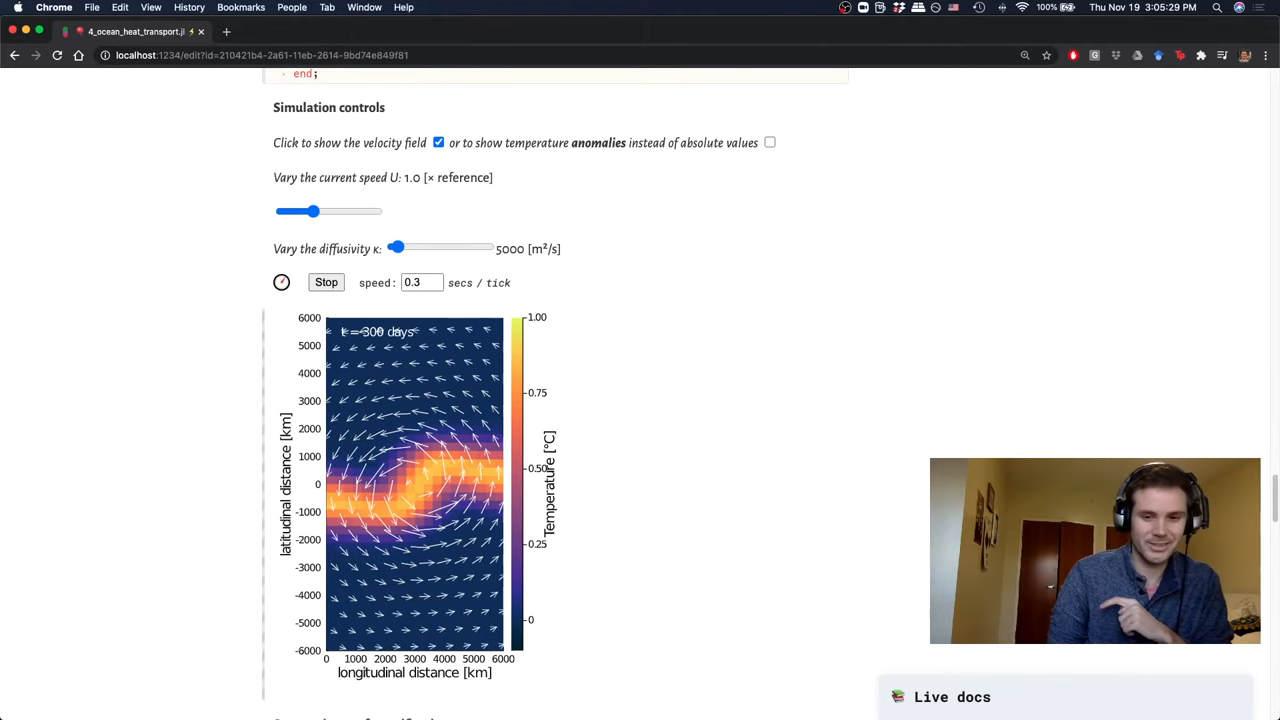 Chrome File Edit View History Bookmarks People Tab Window Help 100% Thu Nov 19 3:05:29 PM
4_ocean_heat_transport.jl
localhost:1234/edit?id=210421b4-2a61-11eb-2614-9bd74e849f81
end;
Simulation controls
Click to show the velocity field or to show temperature anomalies instead of absolute values
Vary the current speed U: 1.0 [× reference]
Vary the diffusivity κ: 5000 [m²/s]
Stop speed: 0.3 secs / tick
t = 300 days
6000
5000
4000
3000
2000
1000
0
-1000
-2000
-3000
-4000
-5000
-6000
latitudinal distance [km]
0 1000 2000 3000 4000 5000 6000
longitudinal distance [km]
1.00
0.75
0.50
0.25
0
Temperature [°C]
Live docs